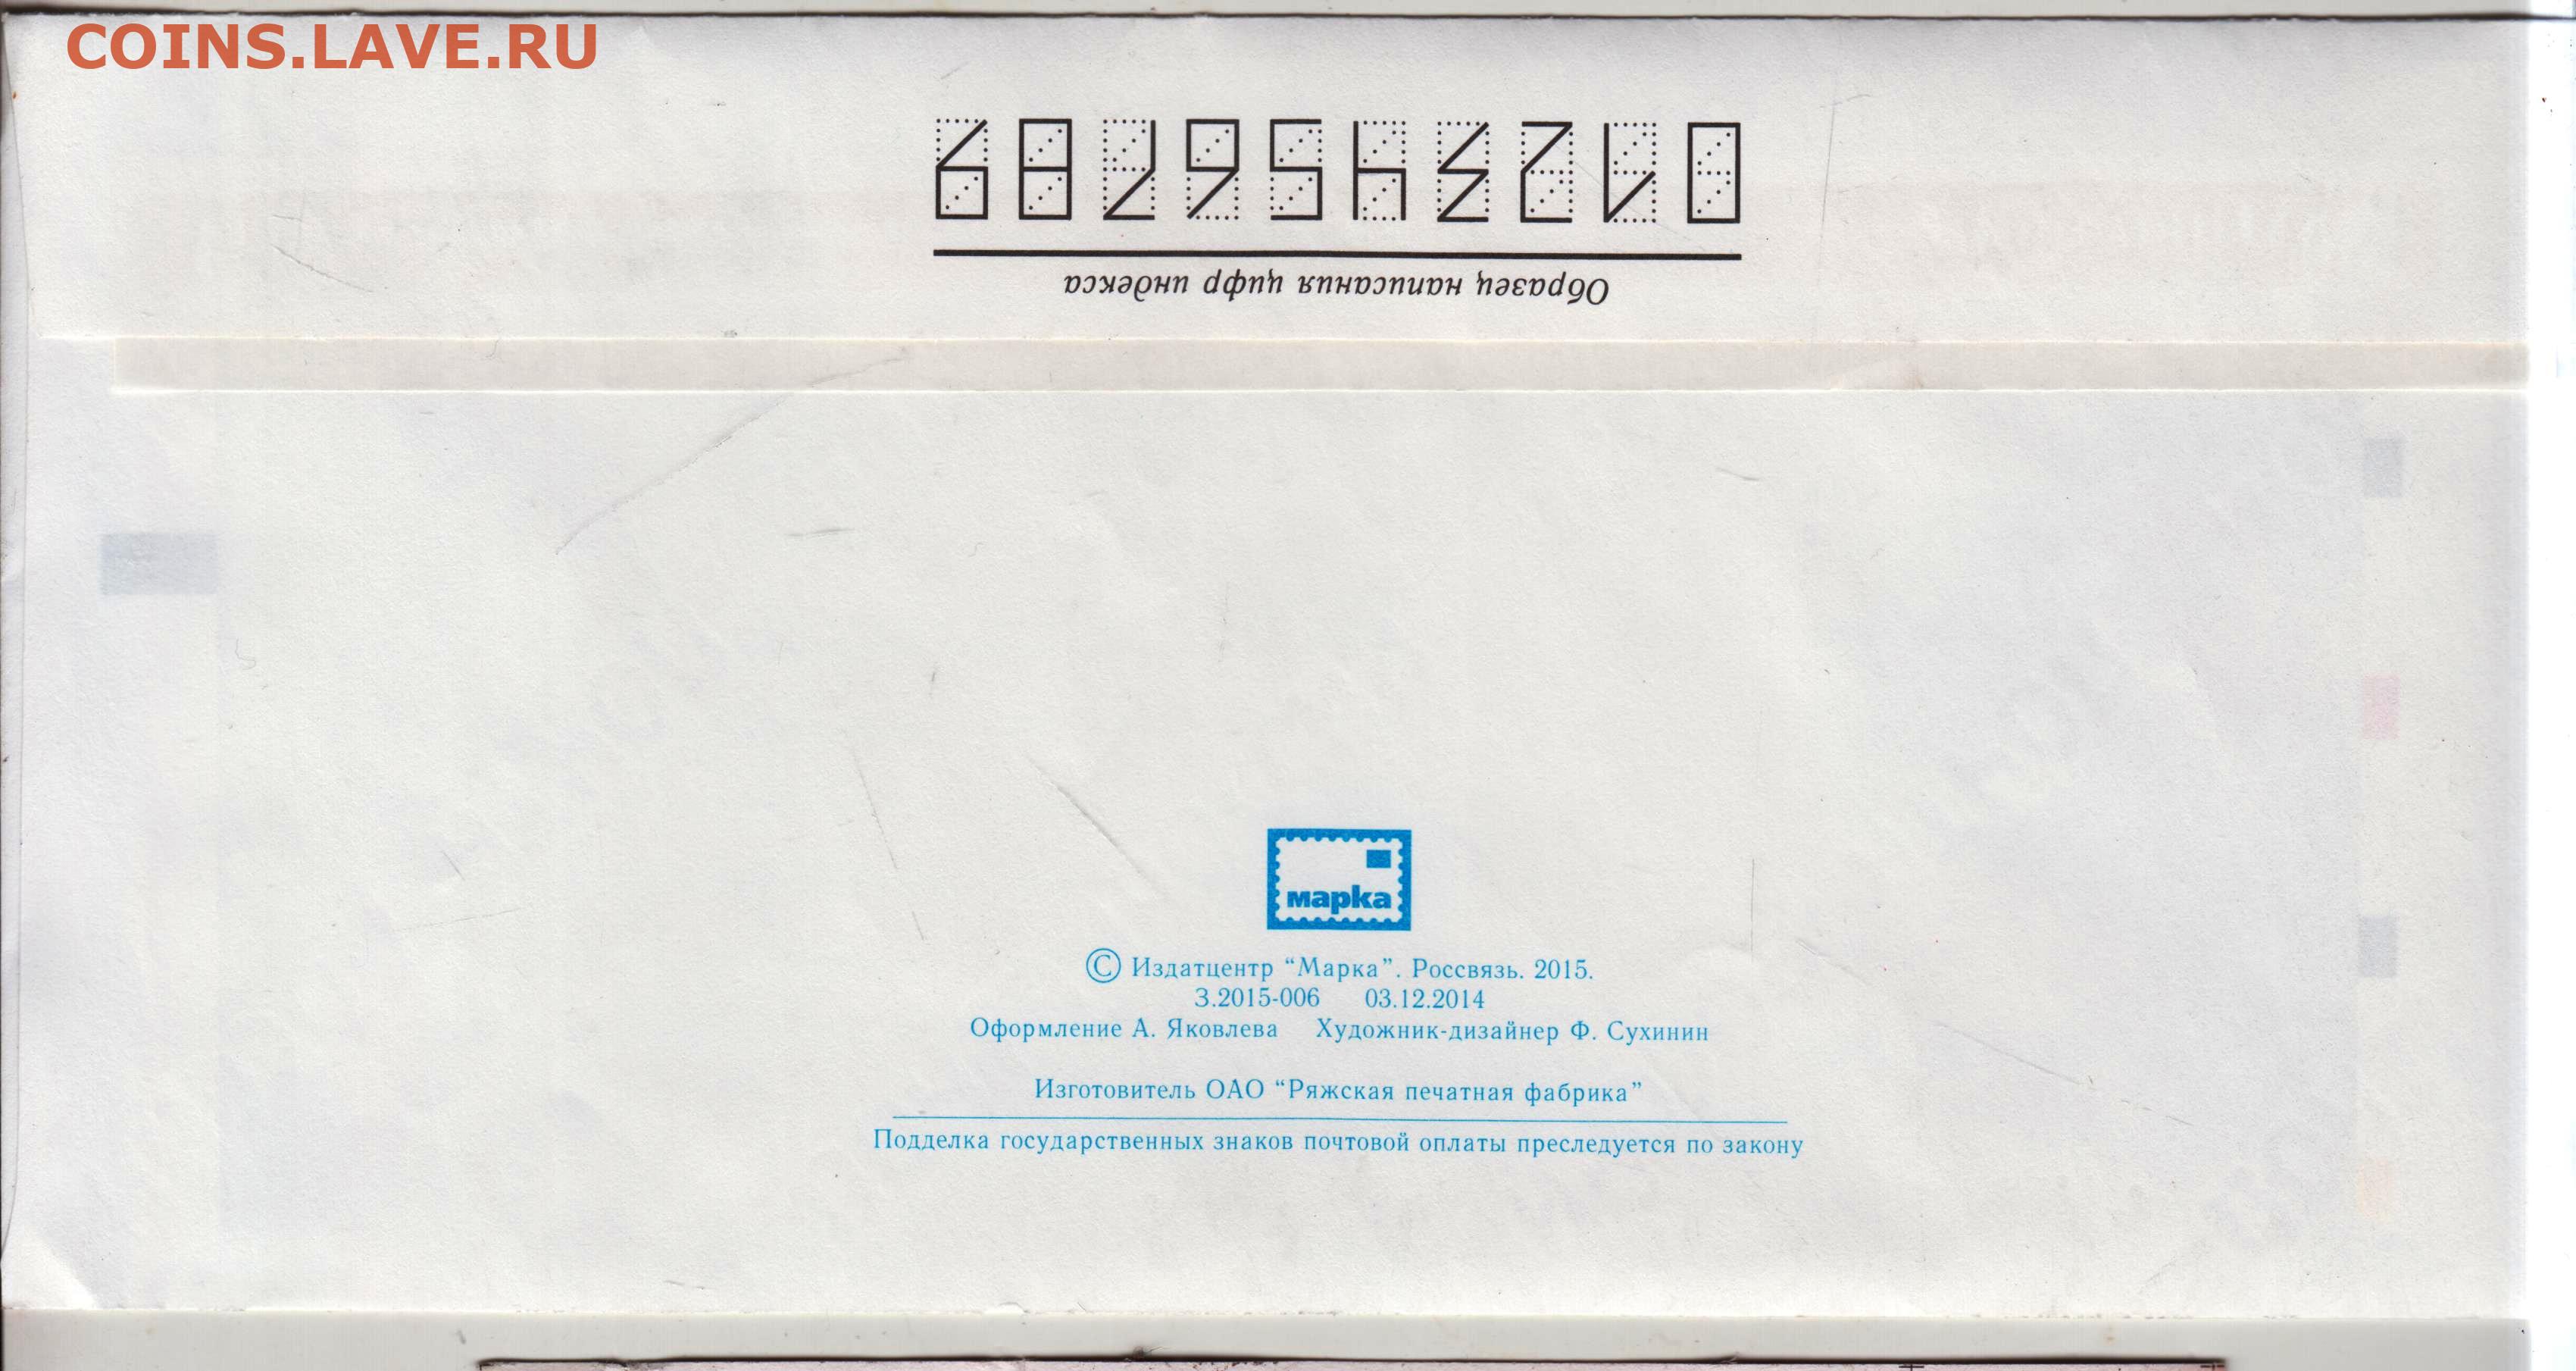 COINS.LAVE.RU
0123456789
Образец написания цифр индекса
марка
© Издатцентр “Марка”. Россвязь. 2015.
З.2015-006 03.12.2014
Оформление А. Яковлева Художник-дизайнер Ф. Сухинин
Изготовитель ОАО “Ряжская печатная фабрика”
Подделка государственных знаков почтовой оплаты преследуется по закону